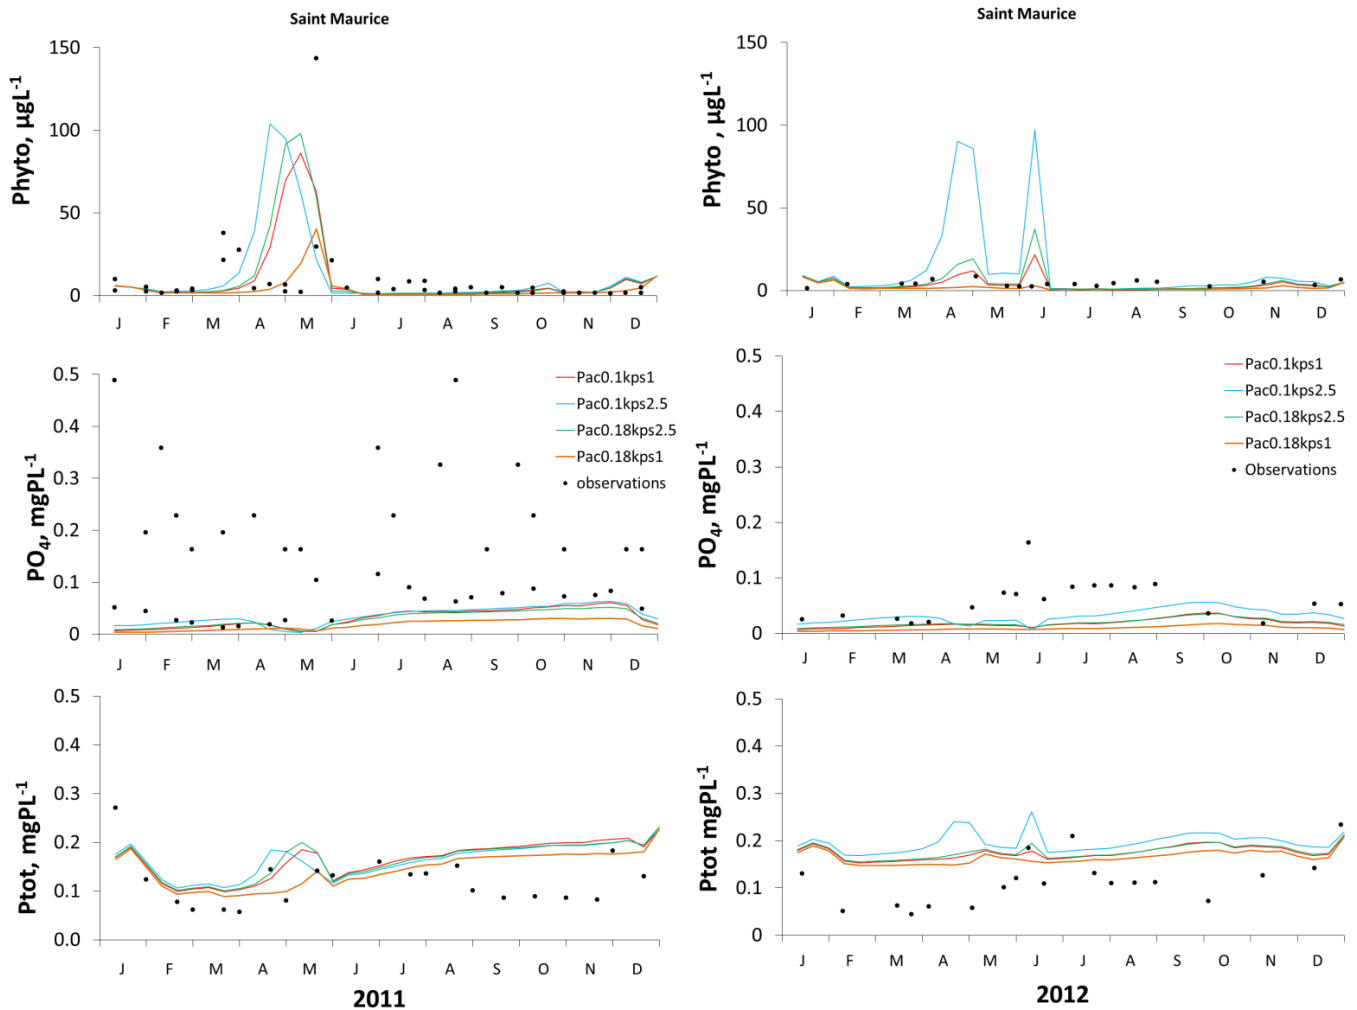 Saint Maurice
Phyto, µgL-1
150
100
50
0
J F M A M J J A S O N D
Saint Maurice
Phyto , µgL-1
150
100
50
0
J F M A M J J A S O N D
PO4, mgPL-1
0.5
0.4
0.3
0.2
0.1
0
Pac0.1kps1
Pac0.1kps2.5
Pac0.18kps2.5
Pac0.18kps1
observations
J F M A M J J A S O N D
PO4, mgPL-1
0.5
0.4
0.3
0.2
0.1
0
Pac0.1kps1
Pac0.1kps2.5
Pac0.18kps2.5
Pac0.18kps1
Observations
J F M A M J J A S O N D
Ptot, mgPL-1
0.5
0.4
0.3
0.2
0.1
0.0
J F M A M J J A S O N D
2011
Ptot mgPL-1
0.5
0.4
0.3
0.2
0.1
0
J F M A M J J A S O N D
2012